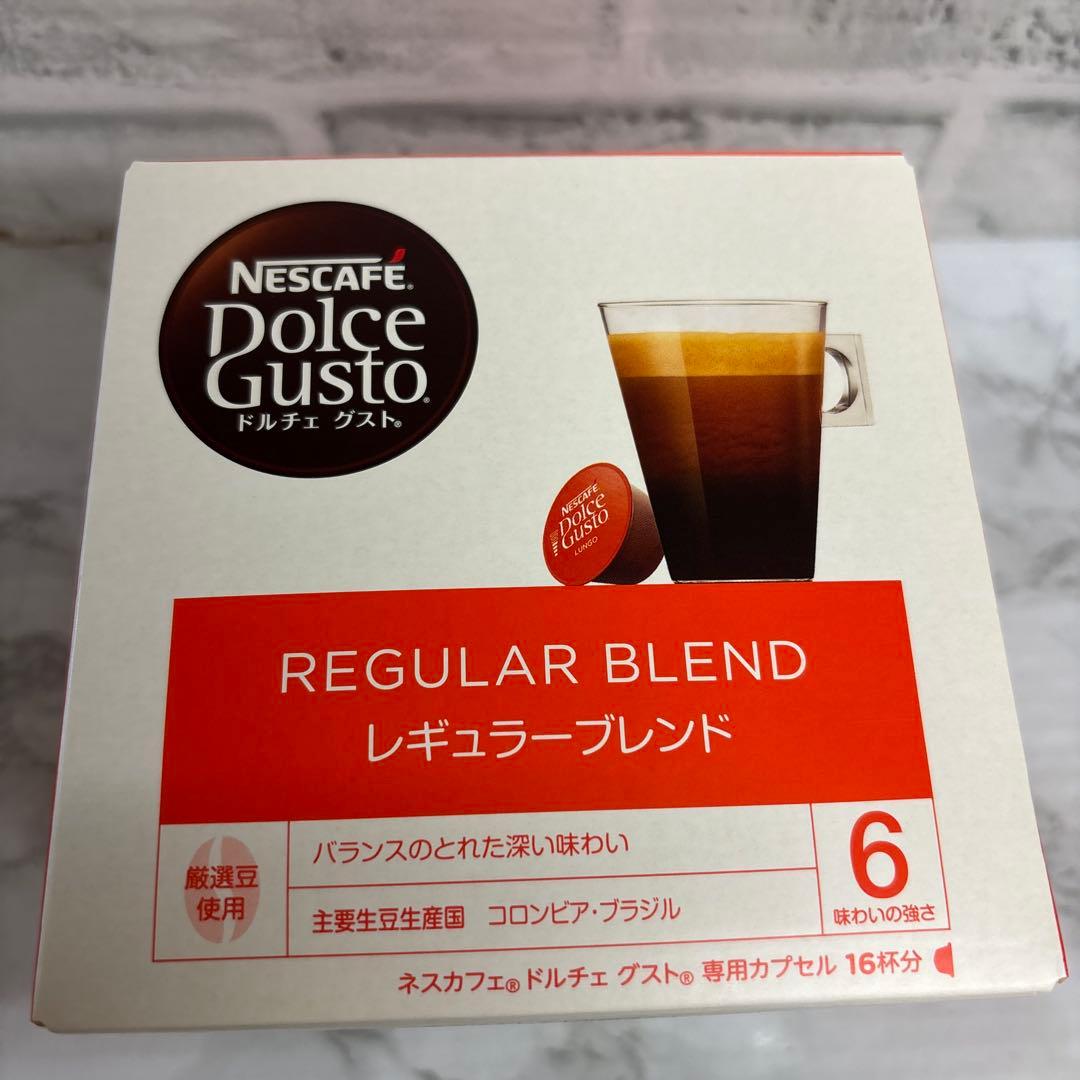 NESCAFÉ®
Dolce
Gusto®
ドルチェ グスト®
NESCAFÉ
Dolce
Gusto
LUNGO
REGULAR BLEND
レギュラーブレンド
厳選豆
使用
バランスのとれた深い味わい
主要生豆生産国 コロンビア・ブラジル
6
味わいの強さ
ネスカフェ® ドルチェ グスト® 専用カプセル 16杯分